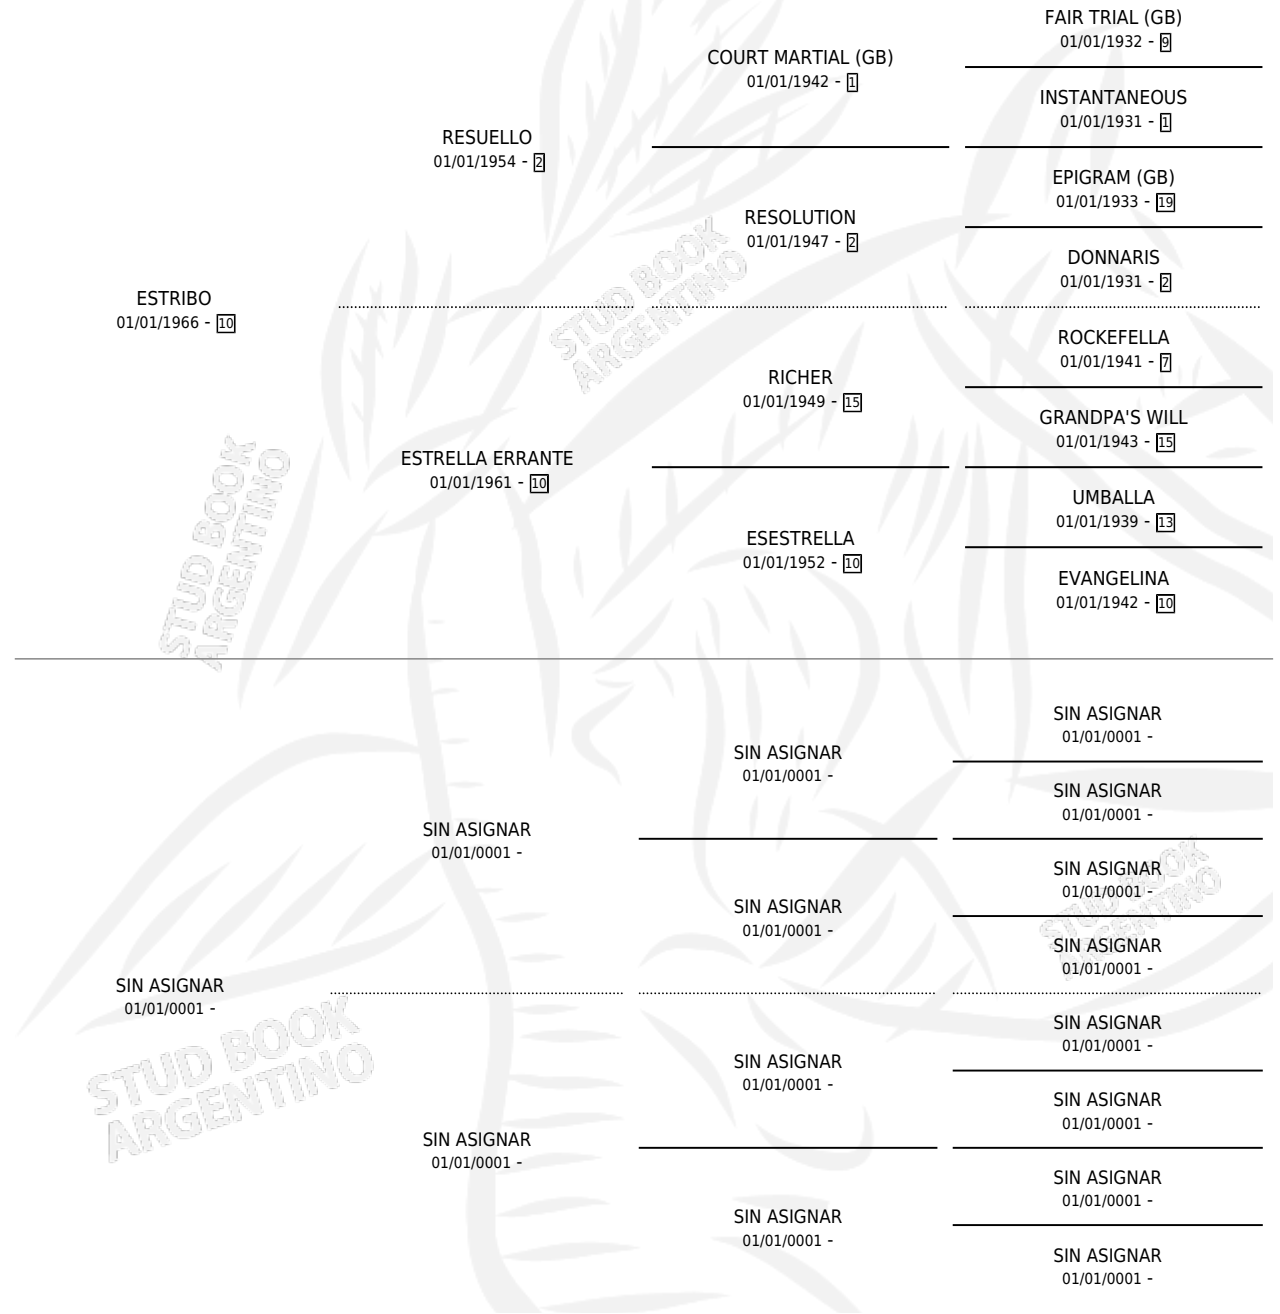 FAIR TRIAL (GB)
01/01/1932 - 9
COURT MARTIAL (GB)
01/01/1942 - 1
INSTANTANEOUS
01/01/1931 - 1
RESUELLO
01/01/1954 - 2
EPIGRAM (GB)
01/01/1933 - 19
RESOLUTION
01/01/1947 - 2
DONNARIS
01/01/1931 - 2
ESTRIBO
01/01/1966 - 10
ROCKEFELLA
01/01/1941 - 7
RICHER
01/01/1949 - 15
GRANDPA'S WILL
01/01/1943 - 15
ESTRELLA ERRANTE
01/01/1961 - 10
UMBALLA
01/01/1939 - 13
ESESTRELLA
01/01/1952 - 10
EVANGELINA
01/01/1942 - 10
STUD BOOK
ARGENTINO
STUD BOOK
ARGENTINO
SIN ASIGNAR
01/01/0001 -
SIN ASIGNAR
01/01/0001 -
SIN ASIGNAR
01/01/0001 -
SIN ASIGNAR
01/01/0001 -
SIN ASIGNAR
01/01/0001 -
SIN ASIGNAR
01/01/0001 -
SIN ASIGNAR
01/01/0001 -
SIN ASIGNAR
01/01/0001 -
SIN ASIGNAR
01/01/0001 -
SIN ASIGNAR
01/01/0001 -
SIN ASIGNAR
01/01/0001 -
SIN ASIGNAR
01/01/0001 -
SIN ASIGNAR
01/01/0001 -
SIN ASIGNAR
01/01/0001 -
SIN ASIGNAR
01/01/0001 -
STUD BOOK
ARGENTINO
STUD BOOK
ARGENTINO